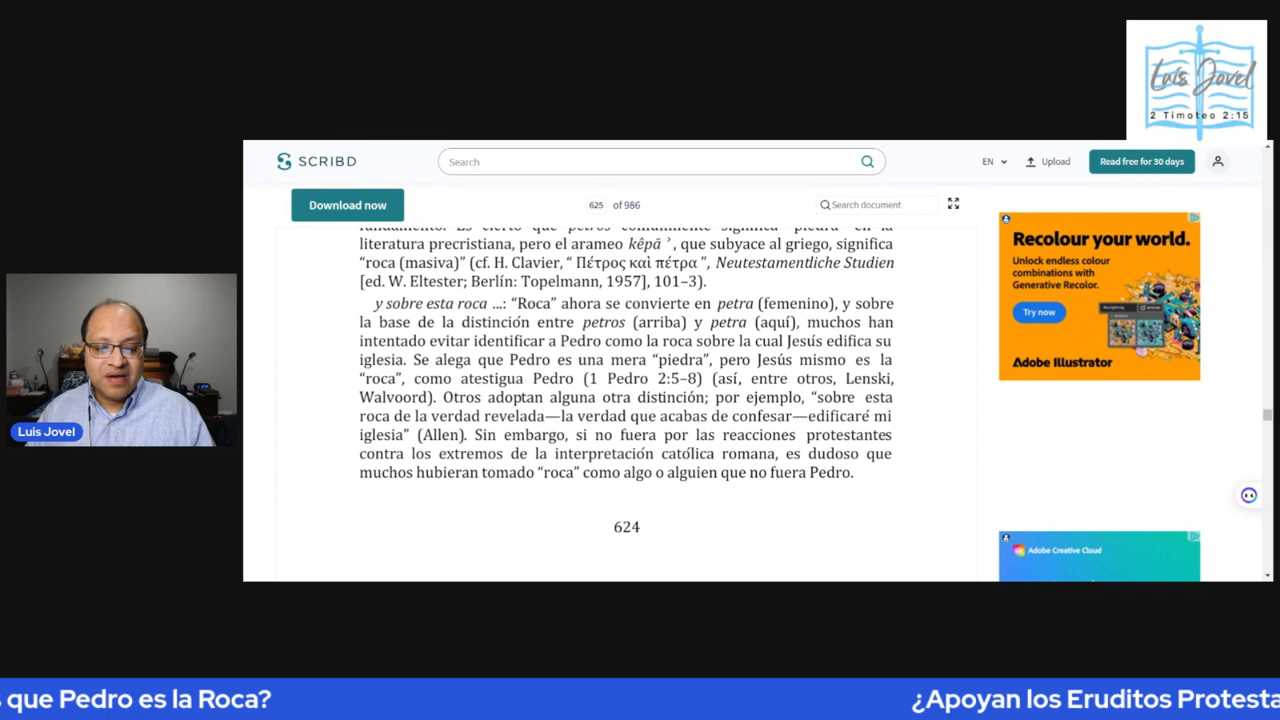 Luis Jovel
2 Timoteo 2:15
SCRIBD
Search
EN
Upload
Read free for 30 days
Download now
625 of 986
Search document
fundamento. Es cierto que petros comúnmente significa "piedra" en la
literatura precristiana, pero el arameo kêpā ʾ, que subyace al griego, significa
“roca (masiva)” (cf. H. Clavier, “ Πέτρος καὶ πέτρα”, Neutestamentliche Studien
[ed. W. Eltester; Berlín: Topelmann, 1957], 101–3).
y sobre esta roca ...: “Roca” ahora se convierte en petra (femenino), y sobre
la base de la distinción entre petros (arriba) y petra (aquí), muchos han
intentado evitar identificar a Pedro como la roca sobre la cual Jesús edifica su
iglesia. Se alega que Pedro es una mera “piedra”, pero Jesús mismo es la
“roca”, como atestigua Pedro (1 Pedro 2:5–8) (así, entre otros, Lenski,
Walvoord). Otros adoptan alguna otra distinción; por ejemplo, “sobre esta
roca de la verdad revelada—la verdad que acabas de confesar—edificaré mi
iglesia” (Allen). Sin embargo, si no fuera por las reacciones protestantes
contra los extremos de la interpretación católica romana, es dudoso que
muchos hubieran tomado “roca” como algo o alguien que no fuera Pedro.
624
Recolour your world.
Unlock endless colour
combinations with
Generative Recolor.
Try now
Adobe Illustrator
Adobe Creative Cloud
Luis Jovel
que Pedro es la Roca?
¿Apoyan los Eruditos Protesta